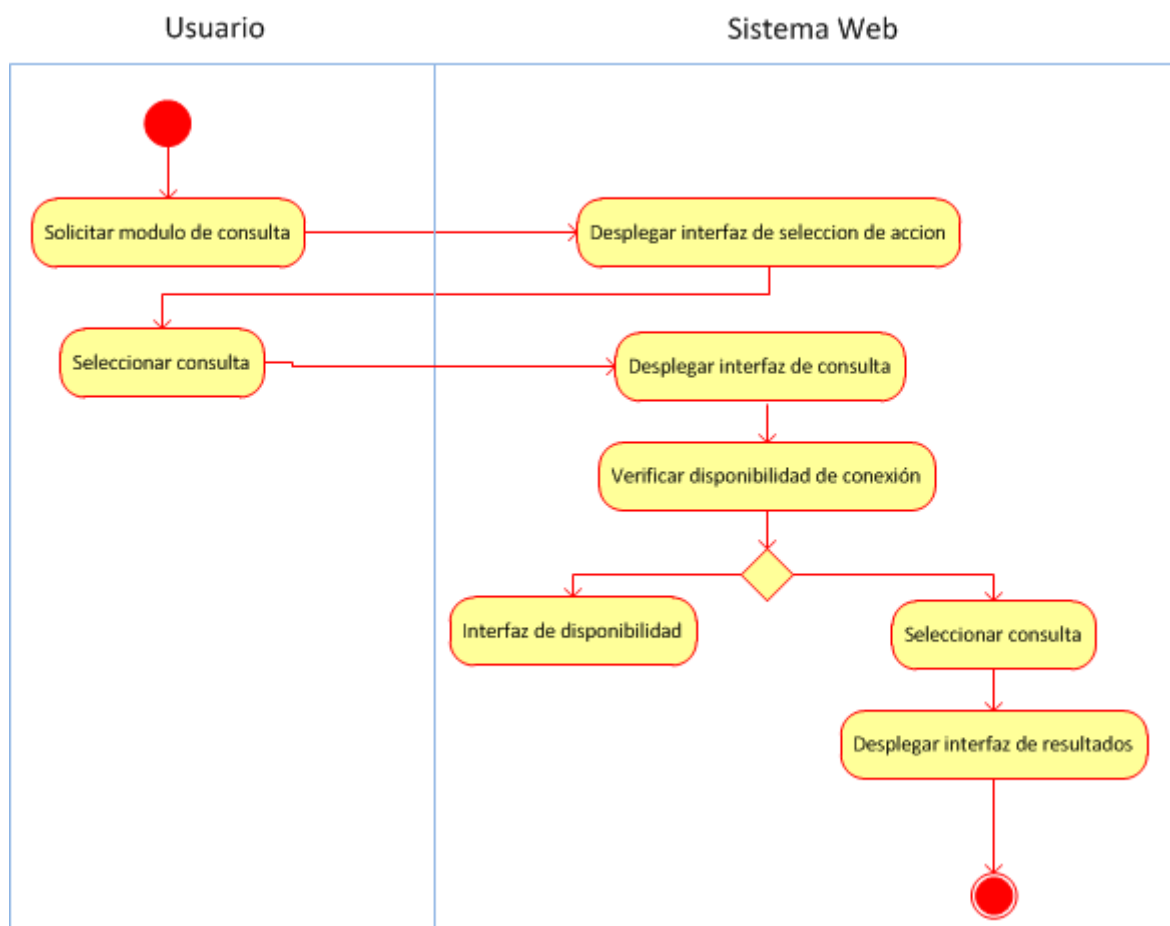 Usuario
Sistema Web
Solicitar modulo de consulta
Desplegar interfaz de seleccion de accion
Seleccionar consulta
Desplegar interfaz de consulta
Verificar disponibilidad de conexión
Interfaz de disponibilidad
Seleccionar consulta
Desplegar interfaz de resultados